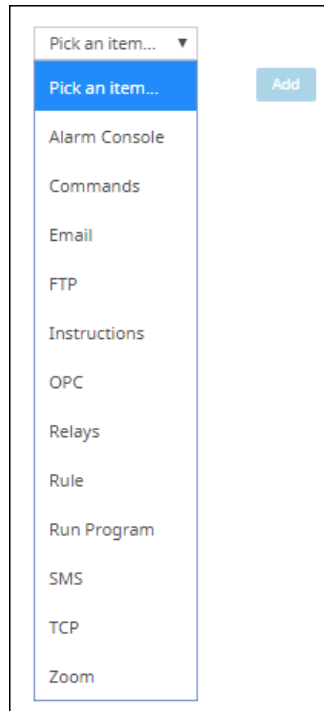 Pick an item... ▼
Pick an item...
Add
Alarm Console
Commands
Email
FTP
Instructions
OPC
Relays
Rule
Run Program
SMS
TCP
Zoom